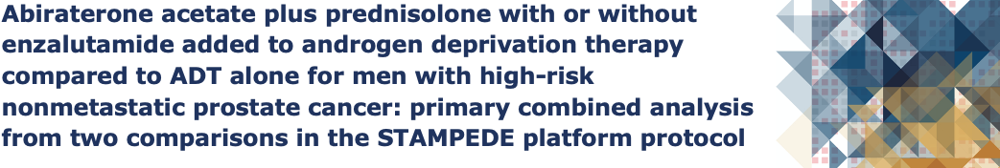 Abiraterone acetate plus prednisolone with or without
enzalutamide added to androgen deprivation therapy
compared to ADT alone for men with high-risk
nonmetastatic prostate cancer: primary combined analysis
from two comparisons in the STAMPEDE platform protocol